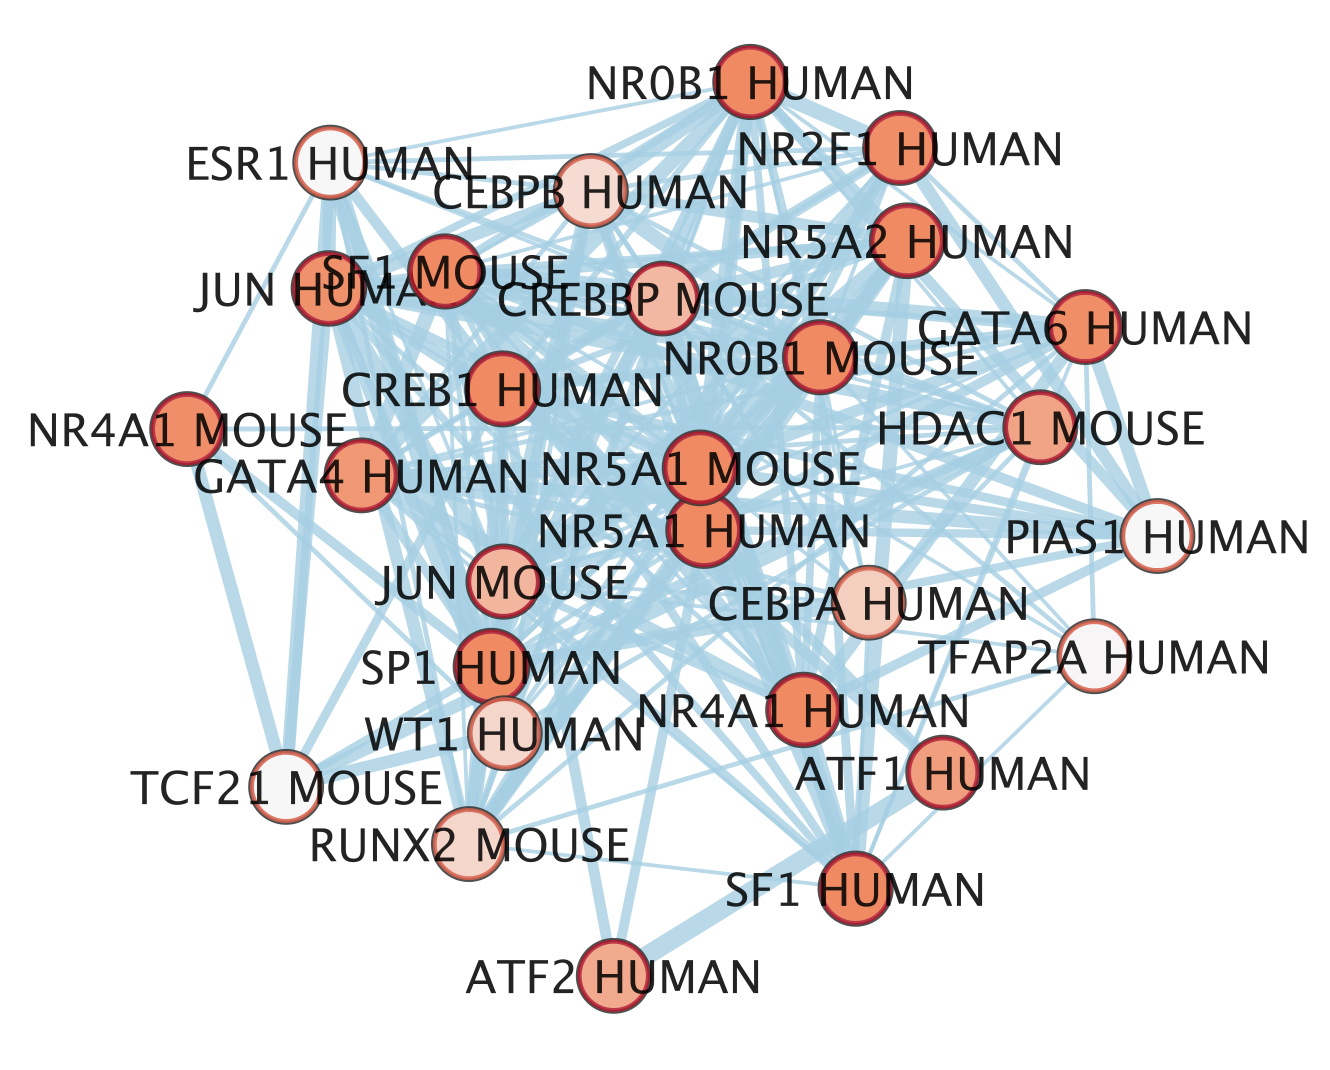 NR0B1 HUMAN
NR2F1 HUMAN
ESR1 HUMAN
CEBPB HUMAN
NR5A2 HUMAN
SF1 MOUSE
JUN HUMAN
CREBBP MOUSE
GATA6 HUMAN
NR0B1 MOUSE
CREB1 HUMAN
NR4A1 MOUSE
HDAC1 MOUSE
GATA4 HUMAN
NR5A1 MOUSE
NR5A1 HUMAN
PIAS1 HUMAN
JUN MOUSE
CEBPA HUMAN
TFAP2A HUMAN
SP1 HUMAN
NR4A1 HUMAN
WT1 HUMAN
ATF1 HUMAN
TCF21 MOUSE
RUNX2 MOUSE
SF1 HUMAN
ATF2 HUMAN